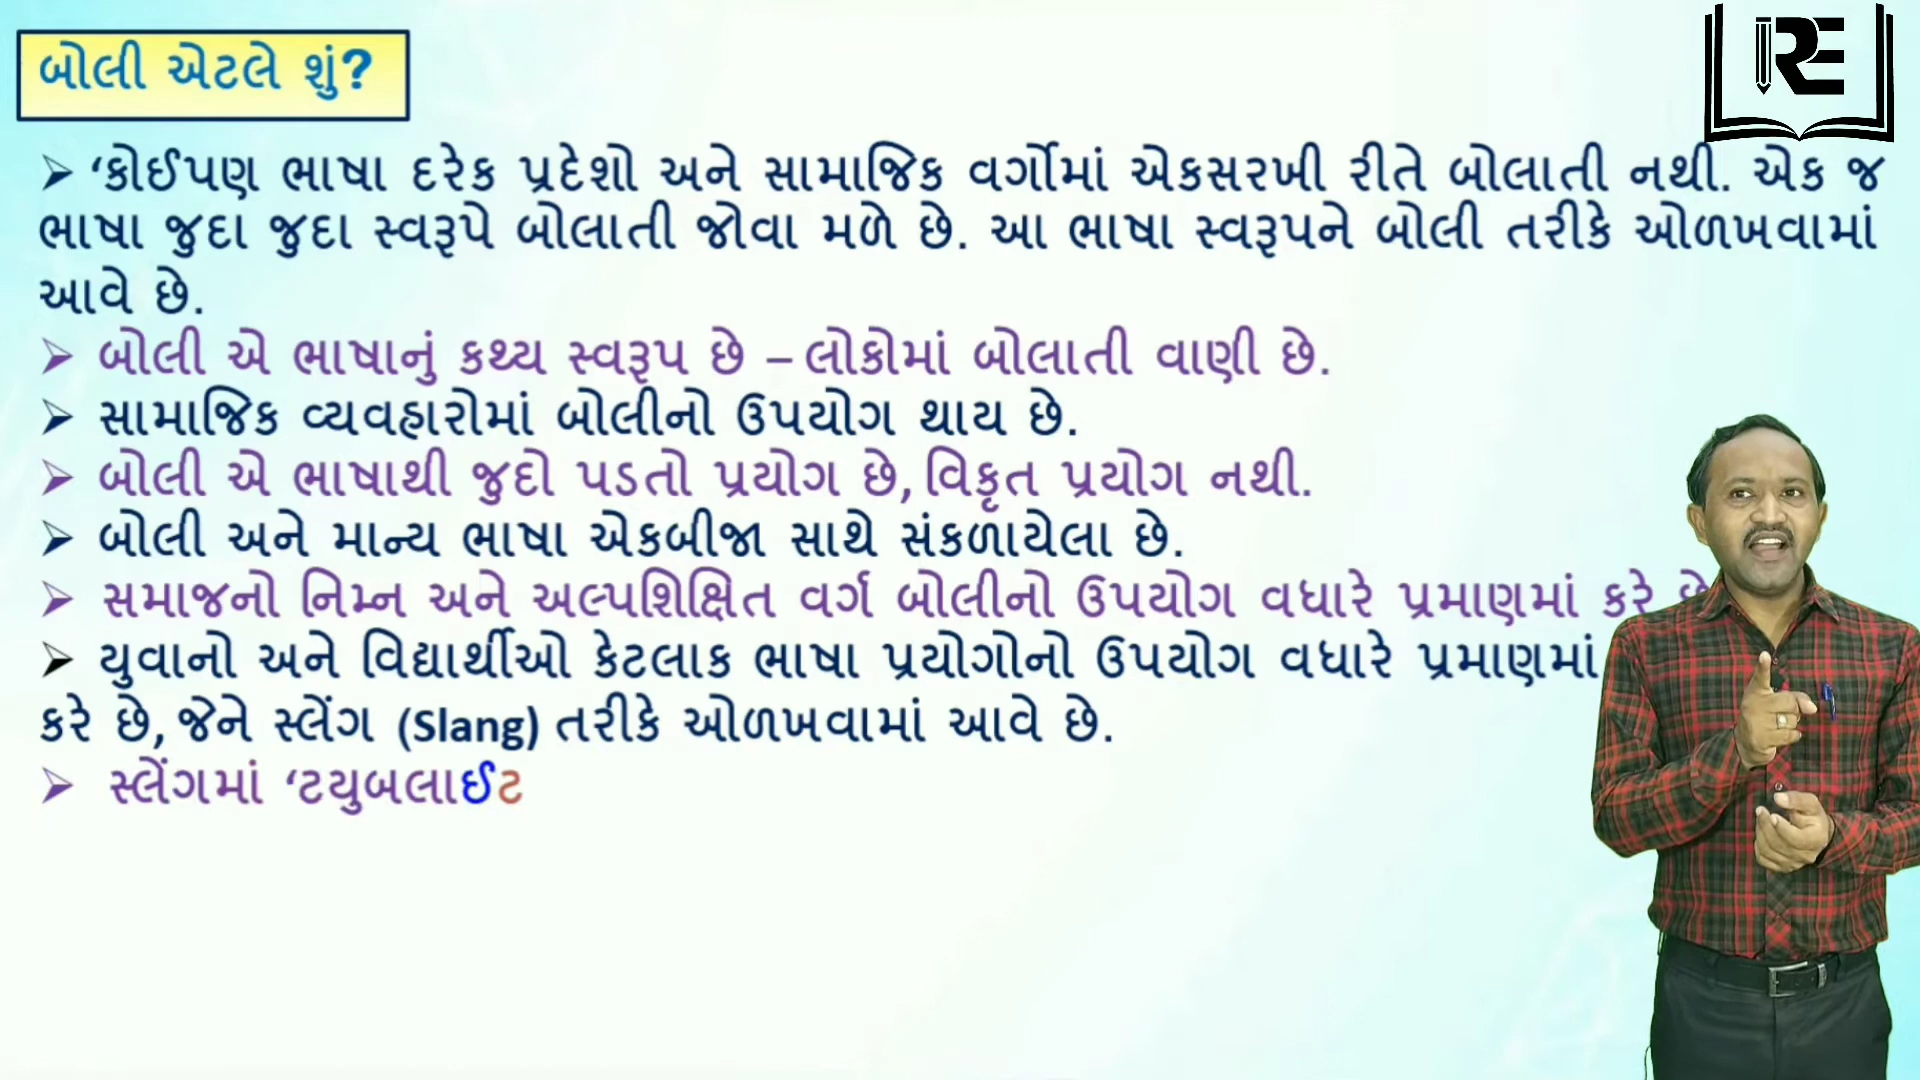 બોલી એટલે શું?
RE
➢ ‘કોઈપણ ભાષા દરેક પ્રદેશો અને સામાજિક વર્ગોમાં એકસરખી રીતે બોલાતી નથી. એક જ
ભાષા જુદા જુદા સ્વરૂપે બોલાતી જોવા મળે છે. આ ભાષા સ્વરૂપને બોલી તરીકે ઓળખવામાં
આવે છે.
➢ બોલી એ ભાષાનું કથ્ય સ્વરૂપ છે – લોકોમાં બોલાતી વાણી છે.
➢ સામાજિક વ્યવહારોમાં બોલીનો ઉપયોગ થાય છે.
➢ બોલી એ ભાષાથી જુદો પડતો પ્રયોગ છે, વિકૃત પ્રયોગ નથી.
➢ બોલી અને માન્ય ભાષા એકબીજા સાથે સંકળાયેલા છે.
➢ સમાજનો નિમ્ન અને અલ્પશિક્ષિત વર્ગ બોલીનો ઉપયોગ વધારે પ્રમાણમાં કરે છે
➢ યુવાનો અને વિદ્યાર્થીઓ કેટલાક ભાષા પ્રયોગોનો ઉપયોગ વધારે પ્રમાણમાં
કરે છે, જેને સ્લેંગ (Slang) તરીકે ઓળખવામાં આવે છે.
➢ સ્લેંગમાં ‘ટયુબલાઈટ